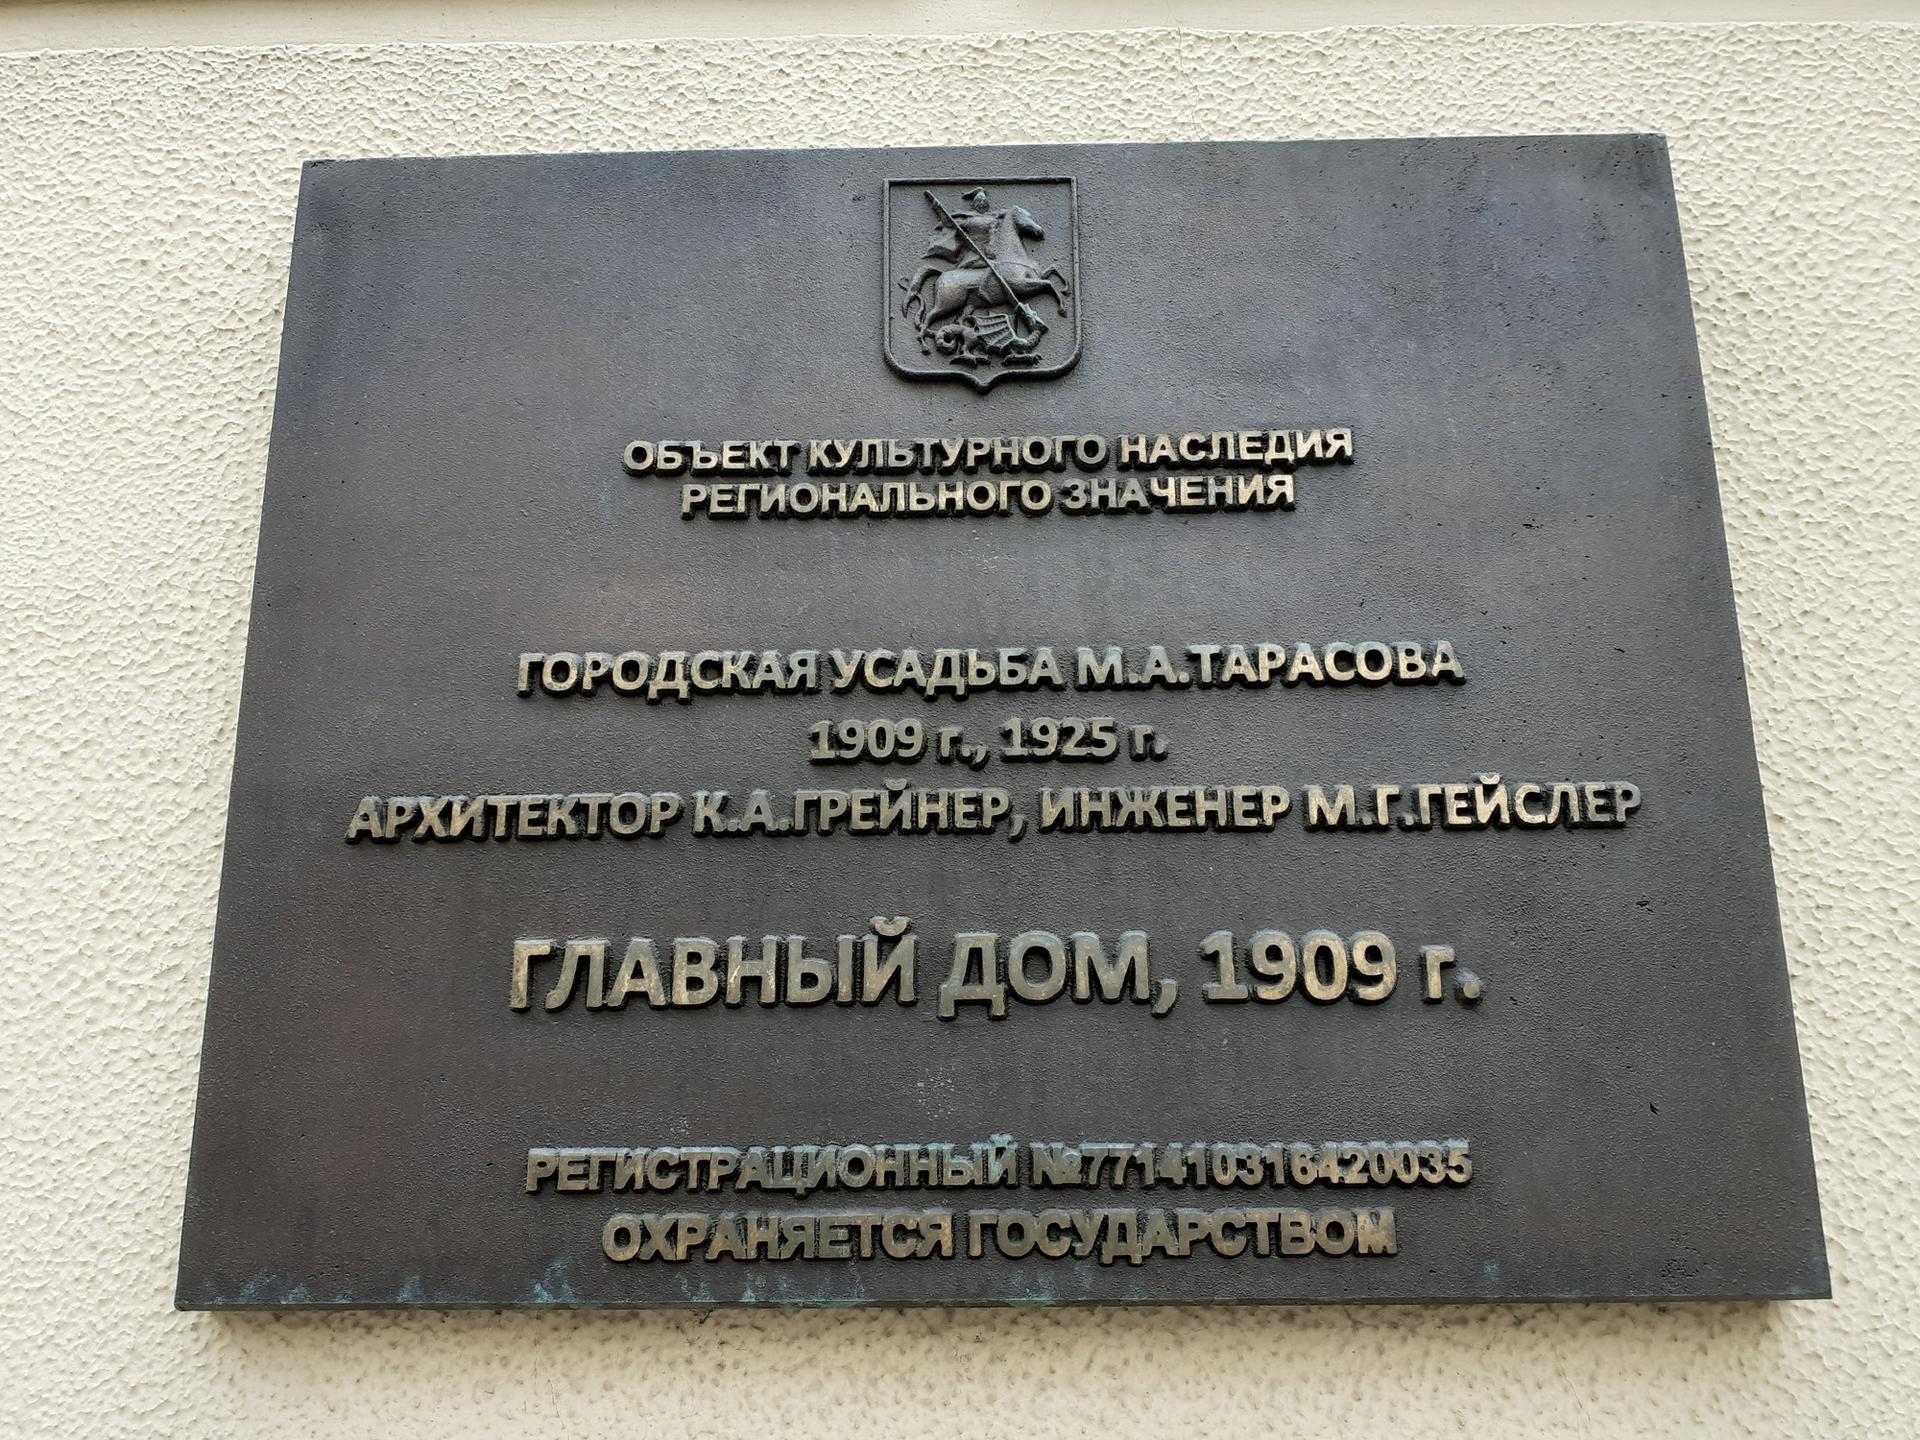 ОБЪЕКТ КУЛЬТУРНОГО НАСЛЕДИЯ
РЕГИОНАЛЬНОГО ЗНАЧЕНИЯ
ГОРОДСКАЯ УСАДЬБА М.А.ТАРАСОВА
1909 г., 1925 г.
АРХИТЕКТОР К.А.ГРЕЙНЕР, ИНЖЕНЕР М.Г.ГЕЙСЛЕР
ГЛАВНЫЙ ДОМ, 1909 г.
РЕГИСТРАЦИОННЫЙ №771410316420035
ОХРАНЯЕТСЯ ГОСУДАРСТВОМ